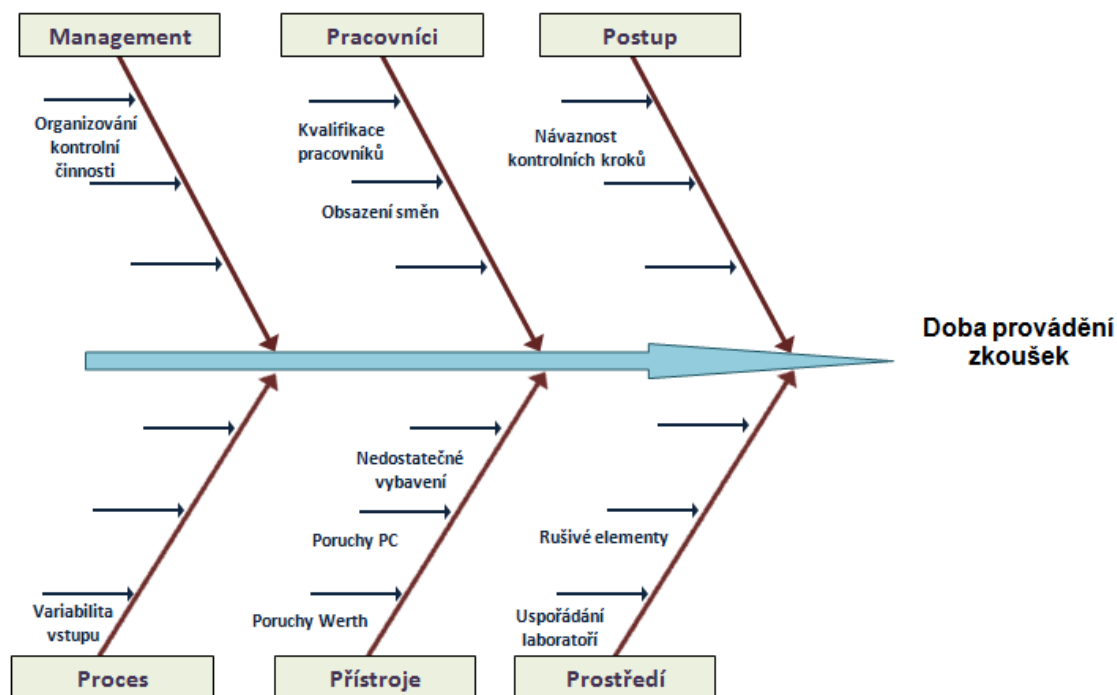 Management
Pracovníci
Postup
Organizování
kontrolní
činnosti
Kvalifikace
pracovníků
Obsazení směn
Návaznost
kontrolních kroků
Doba provádění
zkoušek
Nedostatečné
vybavení
Poruchy PC
Poruchy Werth
Rušivé elementy
Uspořádání
laboratoří
Variabilita
vstupu
Proces
Přístroje
Prostředí